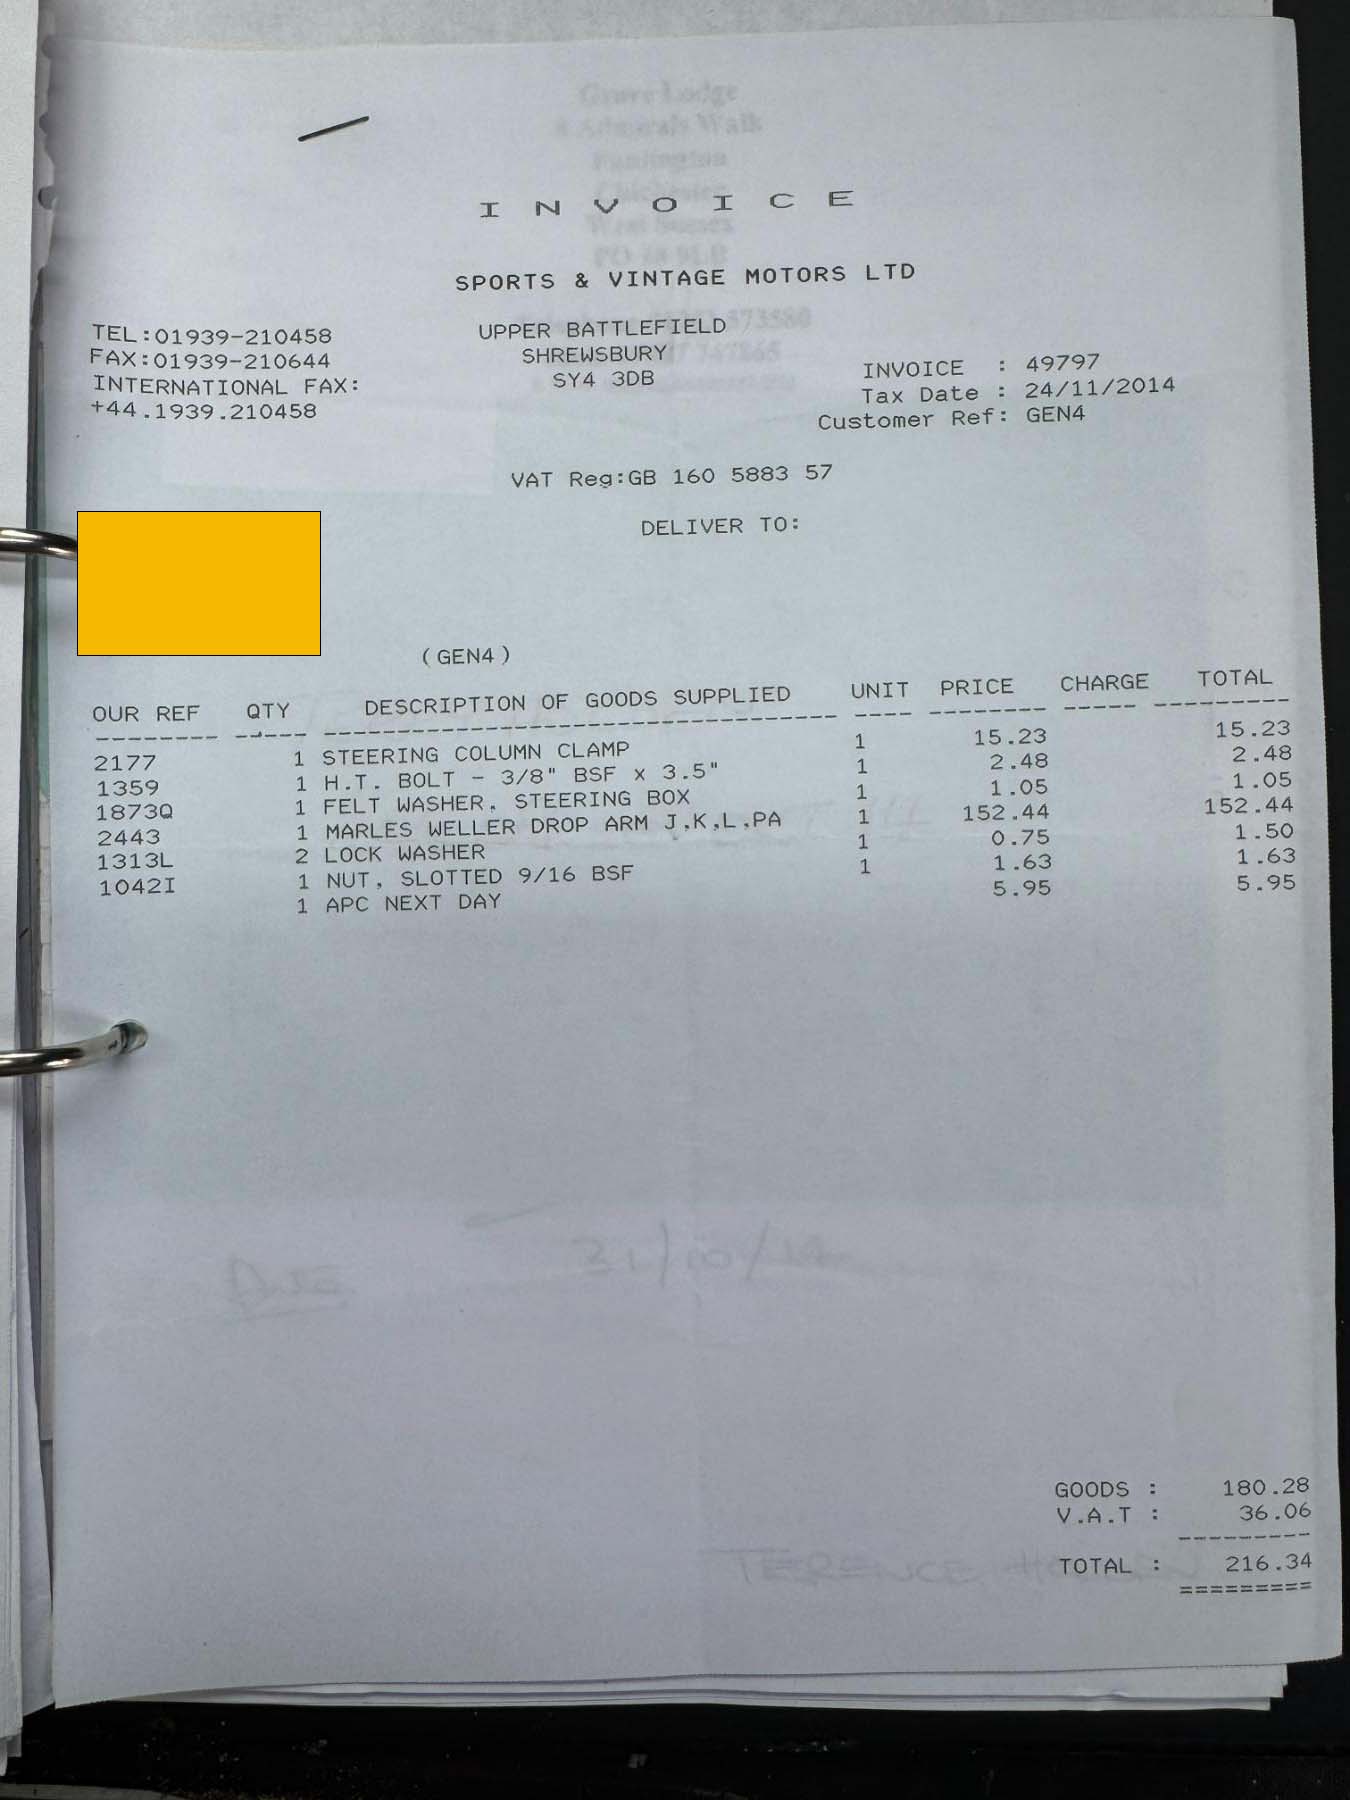 I N V O I C E
SPORTS & VINTAGE MOTORS LTD
TEL:01939-210458
FAX:01939-210644
INTERNATIONAL FAX:
+44.1939.210458
UPPER BATTLEFIELD
SHREWSBURY
SY4 3DB
INVOICE : 49797
Tax Date : 24/11/2014
Customer Ref: GEN4
VAT Reg:GB 160 5883 57
DELIVER TO:
(GEN4)
OUR REF QTY DESCRIPTION OF GOODS SUPPLIED UNIT PRICE CHARGE TOTAL
2177 1 STEERING COLUMN CLAMP 1 15.23 15.23
1359 1 H.T. BOLT - 3/8" BSF x 3.5" 1 2.48 2.48
1873Q 1 FELT WASHER, STEERING BOX 1 1.05 1.05
2443 1 MARLES WELLER DROP ARM J,K,L,PA 1 152.44 152.44
1313L 2 LOCK WASHER 1 0.75 1.50
1042I 1 NUT, SLOTTED 9/16 BSF 1 1.63 1.63
1 APC NEXT DAY 5.95 5.95
GOODS : 180.28
V.A.T : 36.06
TOTAL : 216.34